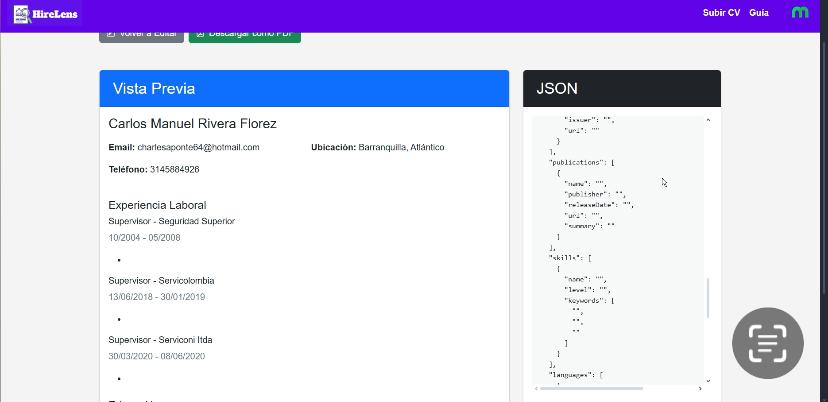 HireLens
Subir CV Guía
Volver a Editar
Descargar como PDF
Vista Previa
Carlos Manuel Rivera Florez
Email: charlesaponte64@hotmail.com
Ubicación: Barranquilla, Atlántico
Teléfono: 3145884926
Experiencia Laboral
Supervisor - Seguridad Superior
10/2004 - 05/2008
Supervisor - Servicolombia
13/06/2018 - 30/01/2019
Supervisor - Serviconi ltda
30/03/2020 - 08/06/2020
JSON
"issuer": "",
"url": ""
}
],
"publications": [
{
"name": "",
"publisher": "",
"releaseDate": "",
"url": "",
"summary": ""
}
],
"skills": [
{
"name": "",
"level": "",
"keywords": [
"",
"",
""
]
}
],
"languages": [